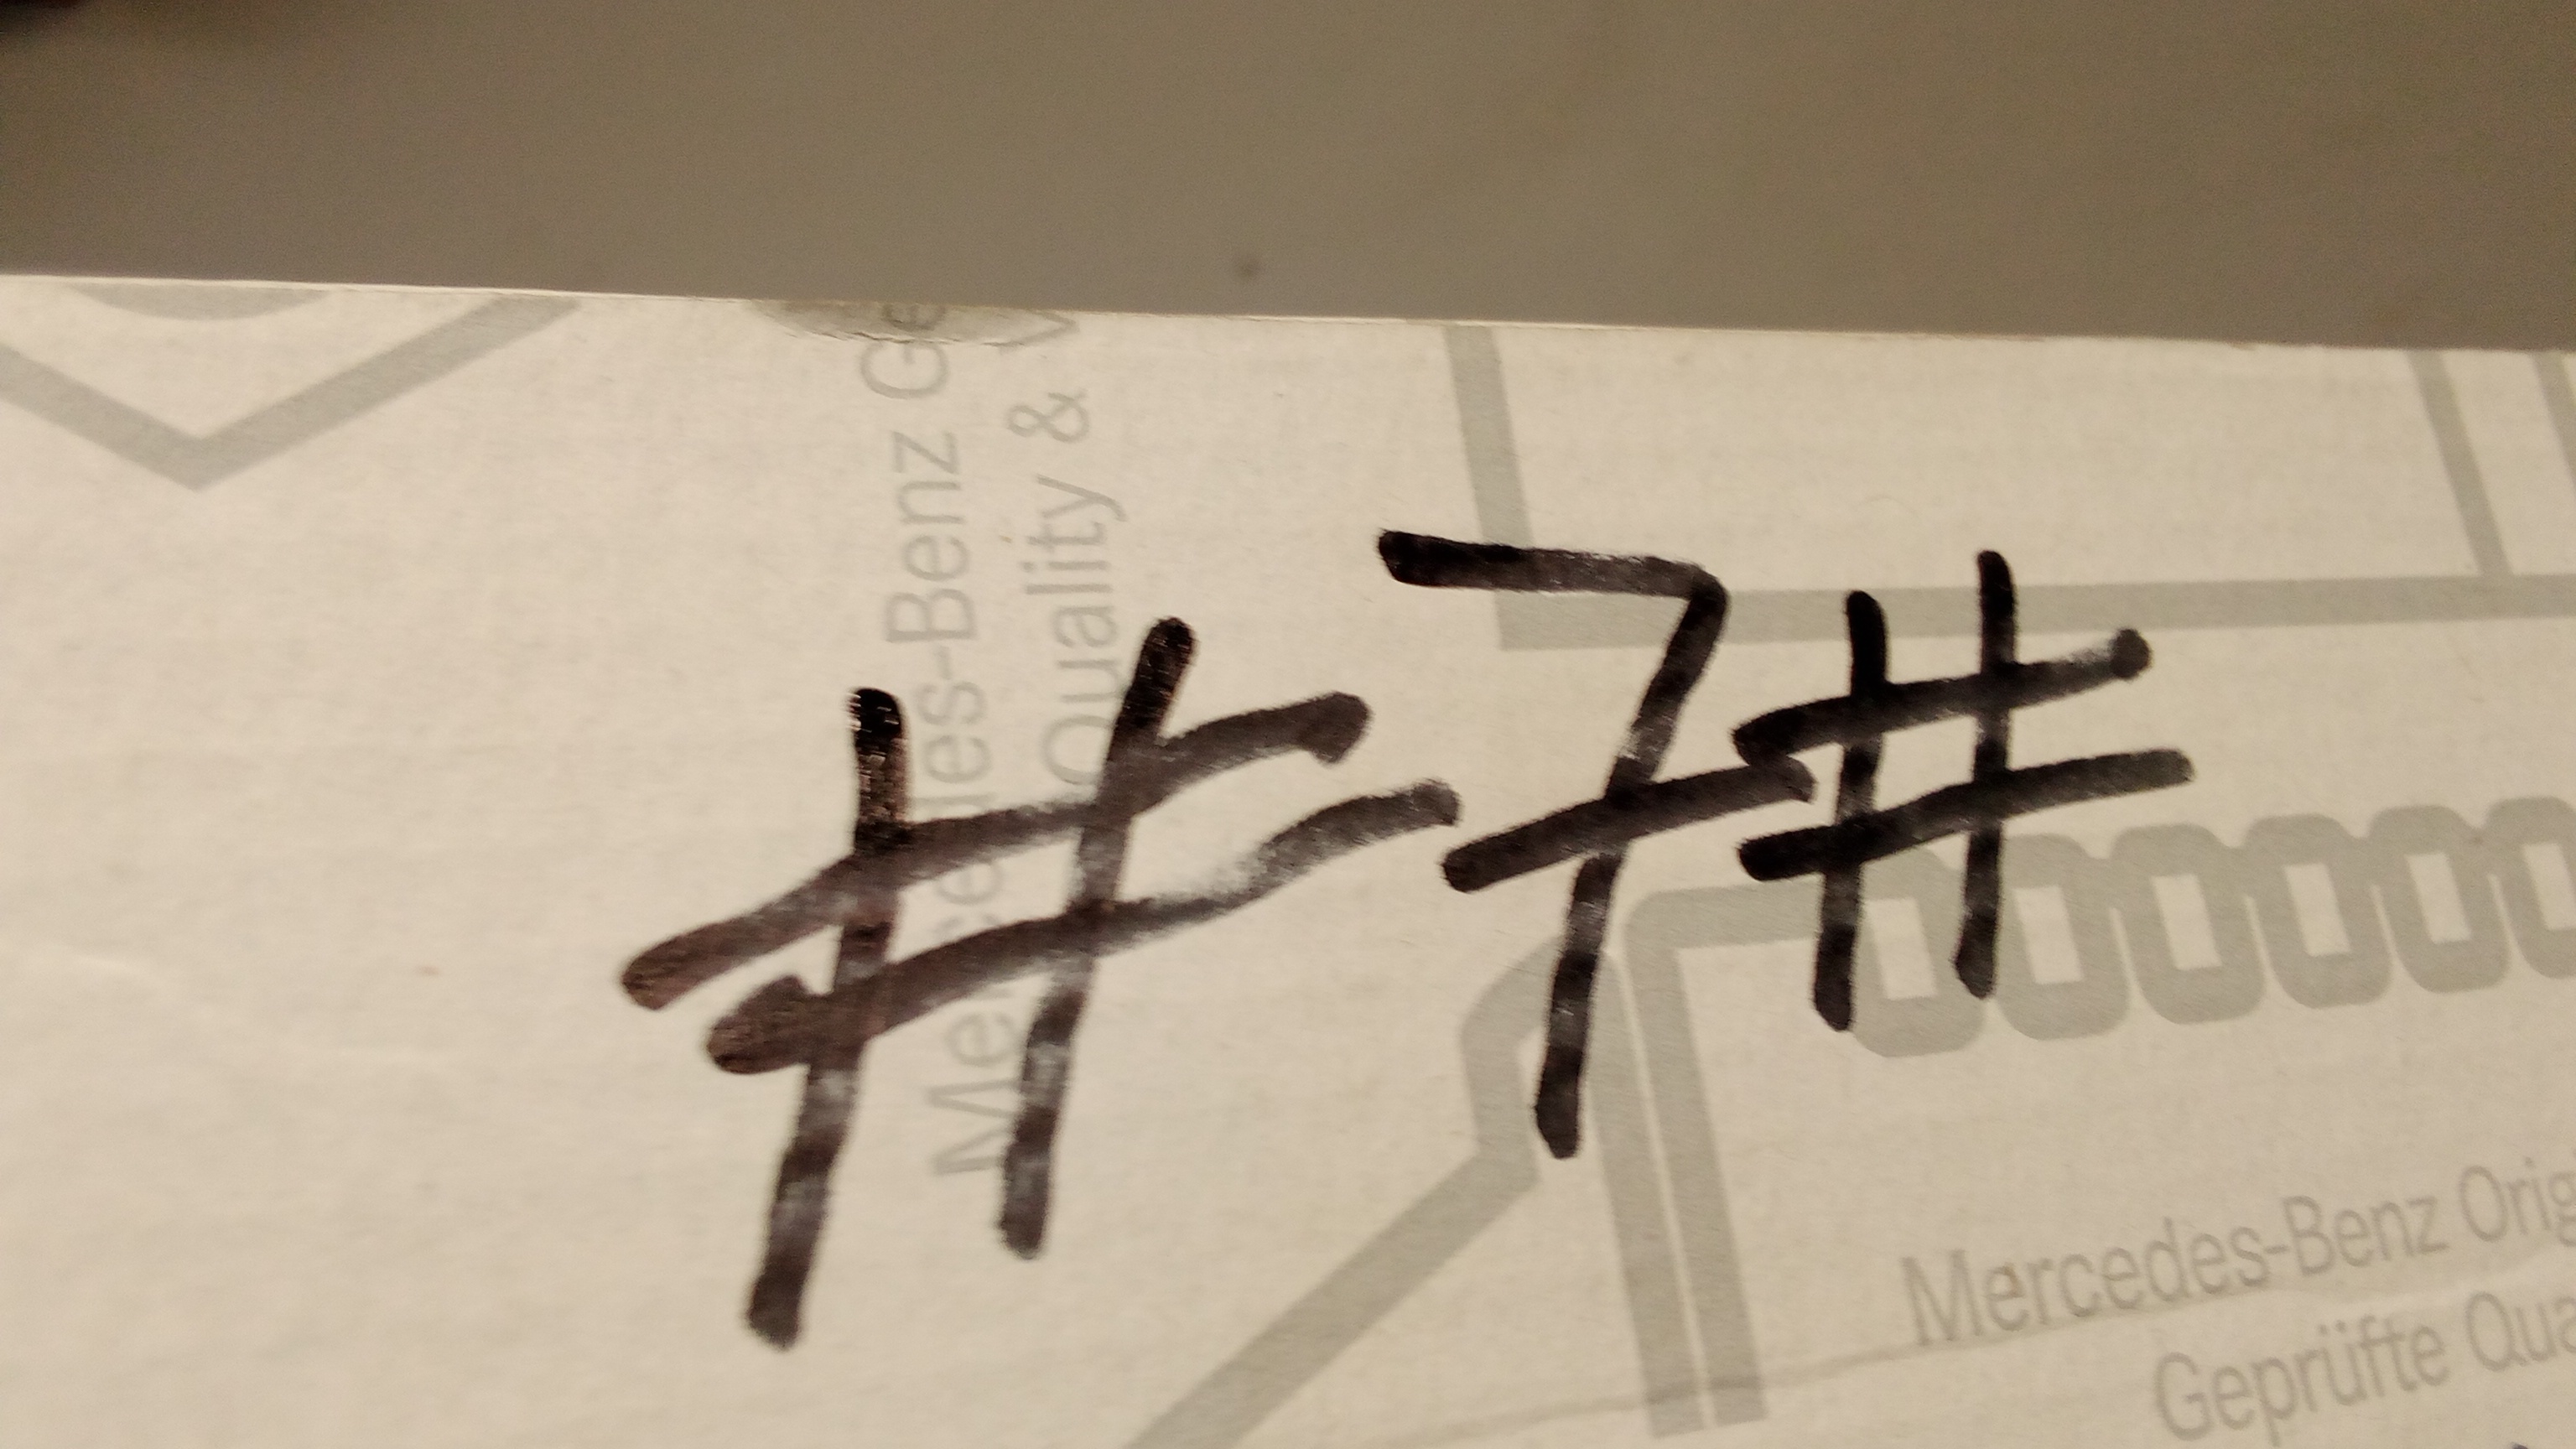 #7#
Mercedes-Benz Ge
Quality &
Mercedes-Benz Orig
Geprüfte Qua